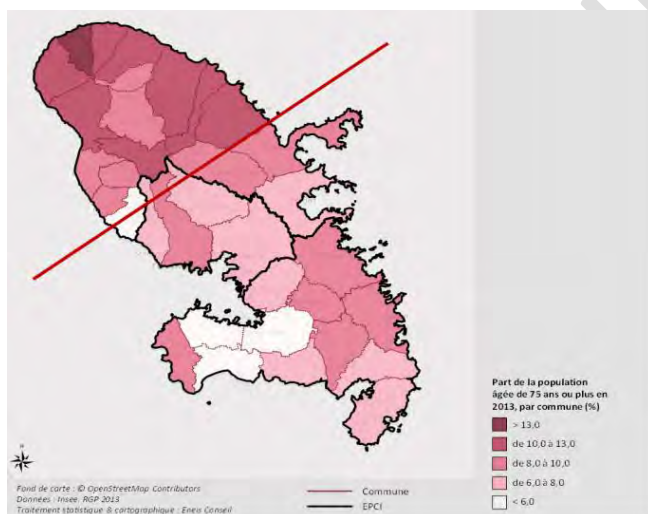 Part de la population
âgée de 75 ans ou plus en
2013, par commune (%)
> 13,0
de 10,0 à 13,0
de 8,0 à 10,0
de 6,0 à 8,0
< 6,0
Fond de carte : © OpenStreetMap Contributors
Données : Insee, RGP 2013
Traitement statistique & cartographique : Eneis Conseil
Commune
EPCI